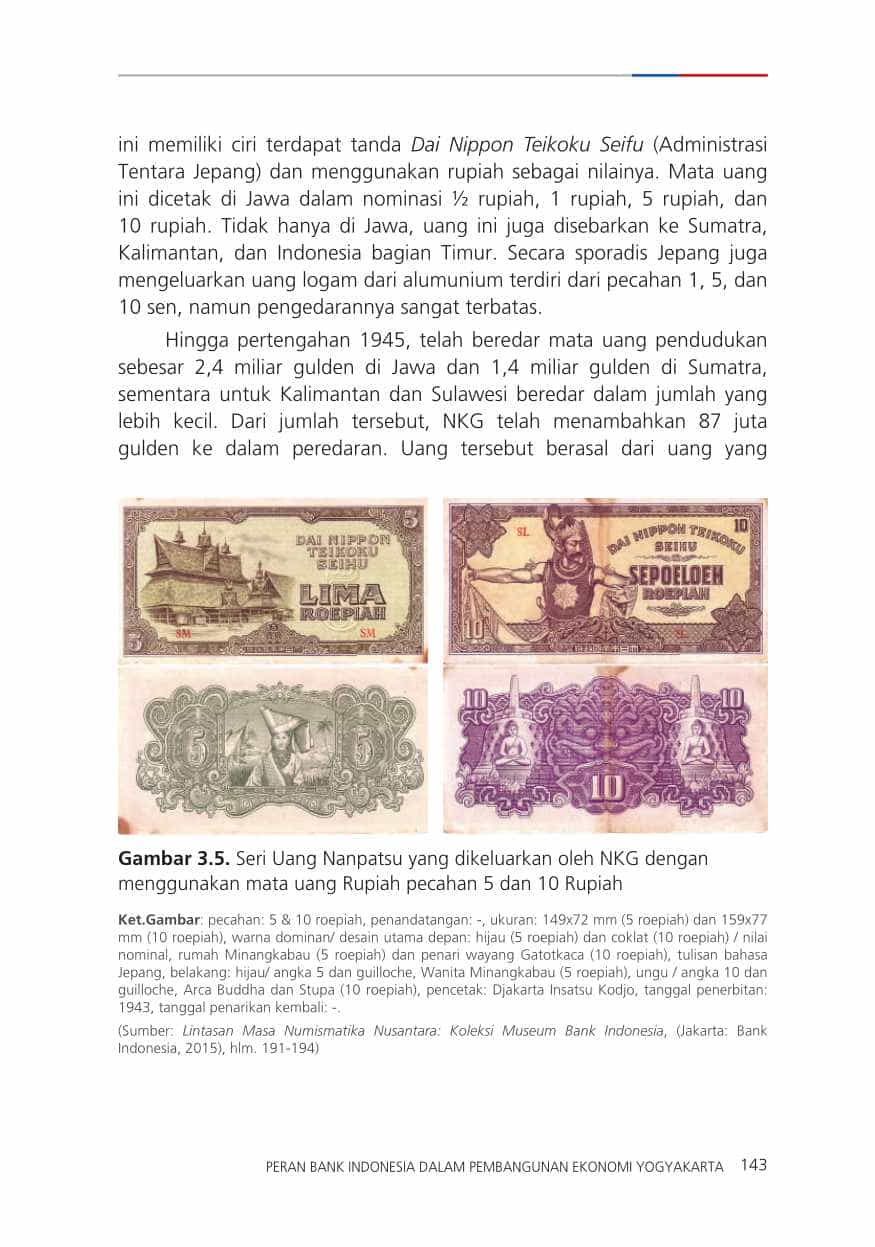 ini memiliki ciri terdapat tanda Dai Nippon Teikoku Seifu (Administrasi
Tentara Jepang) dan menggunakan rupiah sebagai nilainya. Mata uang
ini dicetak di Jawa dalam nominasi ½ rupiah, 1 rupiah, 5 rupiah, dan
10 rupiah. Tidak hanya di Jawa, uang ini juga disebarkan ke Sumatra,
Kalimantan, dan Indonesia bagian Timur. Secara sporadis Jepang juga
mengeluarkan uang logam dari alumunium terdiri dari pecahan 1, 5, dan
10 sen, namun pengedarannya sangat terbatas.
Hingga pertengahan 1945, telah beredar mata uang pendudukan
sebesar 2,4 miliar gulden di Jawa dan 1,4 miliar gulden di Sumatra,
sementara untuk Kalimantan dan Sulawesi beredar dalam jumlah yang
lebih kecil. Dari jumlah tersebut, NKG telah menambahkan 87 juta
gulden ke dalam peredaran. Uang tersebut berasal dari uang yang
5
DAI NIPPON
TEIKOKU
SEIHU
LIMA
ROEPIAH
SM
SM
5
10
SL
DAI NIPPON TEIKOKU
SEIHU
SEPOELOEH
ROEPIAH
10
SL
5
5
10
10
10
Gambar 3.5. Seri Uang Nanpatsu yang dikeluarkan oleh NKG dengan
menggunakan mata uang Rupiah pecahan 5 dan 10 Rupiah
Ket.Gambar: pecahan: 5 & 10 roepiah, penandatangan: -, ukuran: 149x72 mm (5 roepiah) dan 159x77
mm (10 roepiah), warna dominan/ desain utama depan: hijau (5 roepiah) dan coklat (10 roepiah) / nilai
nominal, rumah Minangkabau (5 roepiah) dan penari wayang Gatotkaca (10 roepiah), tulisan bahasa
Jepang, belakang: hijau/ angka 5 dan guilloche, Wanita Minangkabau (5 roepiah), ungu / angka 10 dan
guilloche, Arca Buddha dan Stupa (10 roepiah), pencetak: Djakarta Insatsu Kodjo, tanggal penerbitan:
1943, tanggal penarikan kembali: -.
(Sumber: Lintasan Masa Numismatika Nusantara: Koleksi Museum Bank Indonesia, (Jakarta: Bank
Indonesia, 2015), hlm. 191-194)
PERAN BANK INDONESIA DALAM PEMBANGUNAN EKONOMI YOGYAKARTA 143